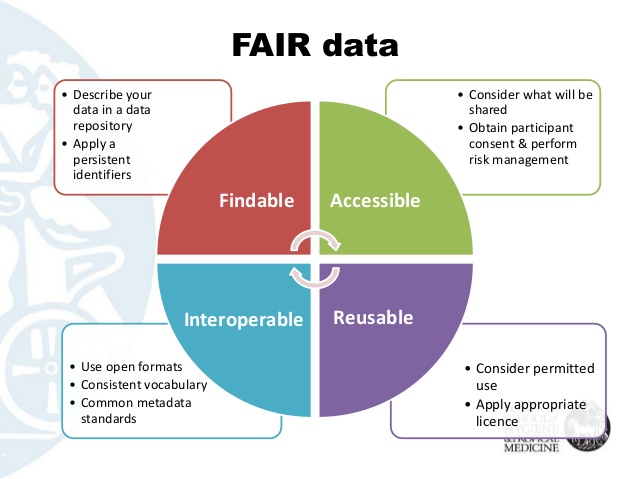 FAIR data
• Describe your
data in a data
repository
• Apply a
persistent
identifiers
• Consider what will be
shared
• Obtain participant
consent & perform
risk management
Findable
Accessible
Interoperable
Reusable
• Use open formats
• Consistent vocabulary
• Common metadata
standards
• Consider permitted
use
• Apply appropriate
licence
& TROPICAL
MEDICINE